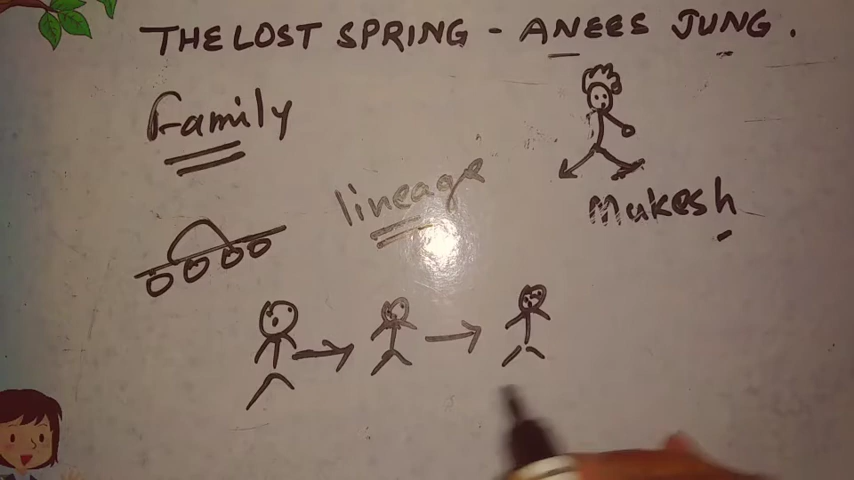 THE LOST SPRING - ANEES JUNG.
Family
lineage
Mukesh